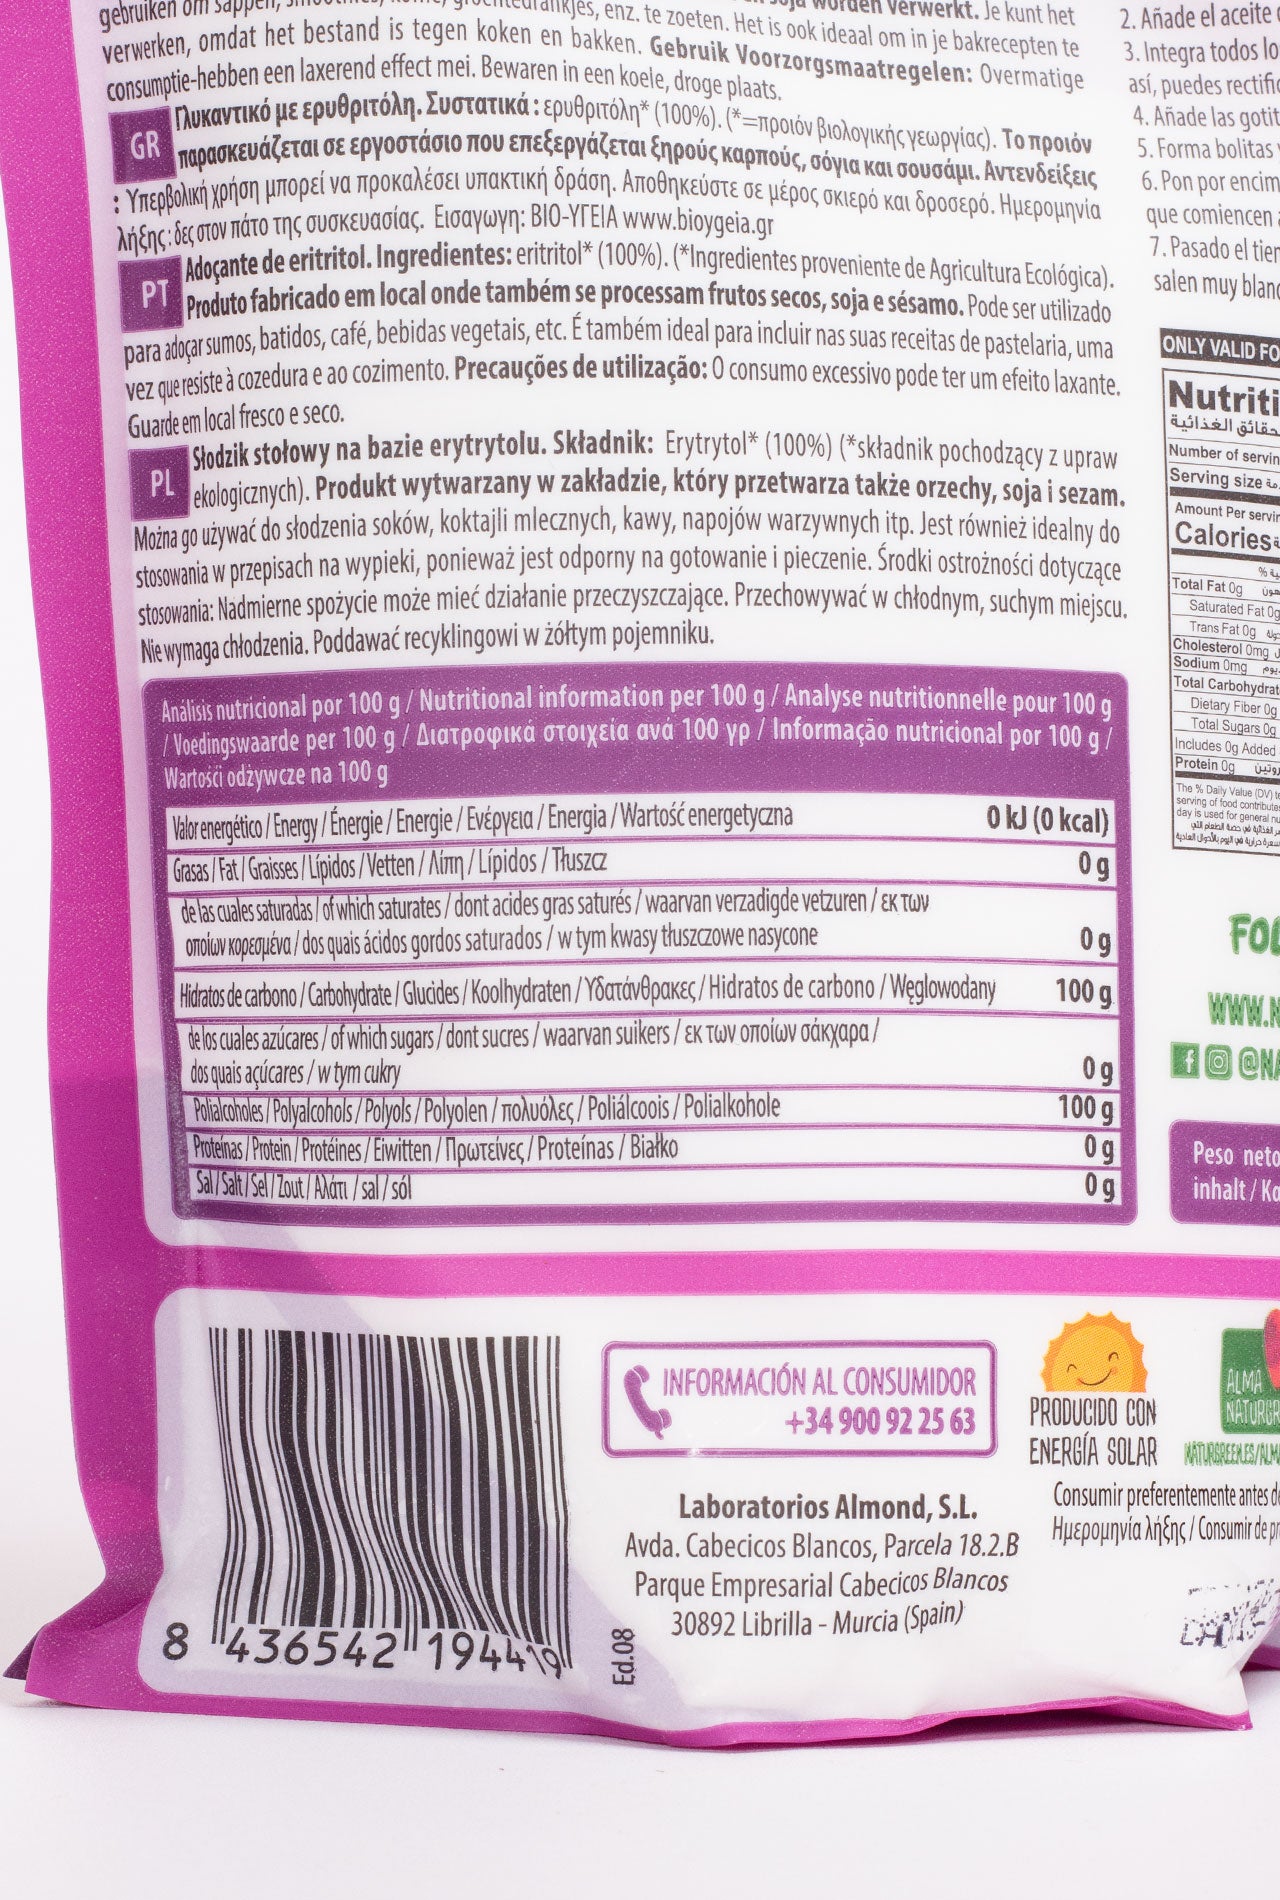 verwerkt. Je kunt het
gebruiken om sappen, enz. te zoeten. Het is ook ideaal om in je bakrecepten te
verwerken, omdat het bestand is tegen koken en bakken. Gebruik Voorzorgsmaatregelen: Overmatige
consumptie-hebben een laxerend effect mei. Bewaren in een koele, droge plaats.
GR Γλυκαντικό με ερυθριτόλη. Συστατικά : ερυθριτόλη* (100%). (*=προιόν βιολογικής γεωργίας). Το προιόν
παρασκευάζεται σε εργοστάσιο που επεξεργάζεται ξηρούς καρπούς, σόγια και σουσάμι. Αντενδείξεις
: Υπερβολική χρήση μπορεί να προκαλέσει υπακτική δράση. Αποθηκεύστε σε μέρος σκιερό και δροσερό. Ημερομηνία
λήξης: δες στον πάτο της συσκευασίας. Εισαγωγη: ΒΙΟ-ΥΓΕΙΑ www.bioygeia.gr
PT Adoçante de eritritol. Ingredientes: eritritol* (100%). (*Ingredientes proveniente de Agricultura Ecológica).
Produto fabricado em local onde também se processam frutos secos, soja e sésamo. Pode ser utilizado
para adoçar sumos, batidos, café, bebidas vegetais, etc. É também ideal para incluir nas suas receitas de pastelaria, uma
vez que resiste à cozedura e ao cozimento. Precauções de utilização: O consumo excessivo pode ter um efeito laxante.
Guarde em local fresco e seco.
PL Słodzik stołowy na bazie erytrytolu. Składnik: Erytrytol* (100%) (*składnik pochodzący z upraw
ekologicznych). Produkt wytwarzany w zakładzie, który przetwarza także orzechy, soja i sezam.
Można go używać do słodzenia soków, koktajli mlecznych, kawy, napojów warzywnych itp. Jest również idealny do
stosowania w przepisach na wypieki, ponieważ jest odporny na gotowanie i pieczenie. Środki ostrożności dotyczące
stosowania: Nadmierne spożycie może mieć działanie przeczyszczające. Przechowywać w chłodnym, suchym miejscu.
Nie wymaga chłodzenia. Poddawać recyklingowi w żółtym pojemniku.
Análisis nutricional por 100 g / Nutritional information per 100 g / Analyse nutritionnelle pour 100 g
/ Voedingswaarde per 100 g / Διατροφικά στοιχεία ανά 100 γρ / Informação nutricional por 100 g /
Wartośći odżywcze na 100 g
Valor energético / Energy / Énergie / Energie / Ενέργεια / Energia / Wartość energetyczna 0 kJ (0 kcal)
Grasas / Fat / Graisses / Lípidos / Vetten / Λίπη / Lípidos / Tłuszcz 0 g
de las cuales saturadas / of which saturates / dont acides gras saturés / waarvan verzadigde vetzuren / εκ των
οποίων κορεσμένα / dos quais ácidos gordos saturados / w tym kwasy tłuszczowe nasycone 0 g
Hidratos de carbono / Carbohydrate / Glucides / Koolhydraten / Υδατάνθρακες / Hidratos de carbono / Węglowodany 100 g
de los cuales azúcares / of which sugars / dont sucres / waarvan suikers / εκ των οποίων σάκχαρα /
dos quais açúcares / w tym cukry 0 g
Polialcoholes / Polyalcohols / Polyols / Polyolen / πολυόλες / Poliálcoois / Polialkohole 100 g
Proteínas / Protein / Protéines / Eiwitten / Πρωτεΐνες / Proteínas / Białko 0 g
Sal / Salt / Sel / Zout / Αλάτι / sal / sól 0 g
8 436542 194419
INFORMACIÓN AL CONSUMIDOR
+34 900 92 25 63
Laboratorios Almond, S.L.
Avda. Cabecicos Blancos, Parcela 18.2.B
Parque Empresarial Cabecicos Blancos
30892 Librilla - Murcia (Spain)
Ed.08
PRODUCIDO CON
ENERGÍA SOLAR
ALMA
Consumir preferentemente antes
Ημερομηνία λήξης / Consumir de
2. Añade el aceite
3. Integra todos
así, puedes
4. Añade las
5. Forma bolitas
6. Pon por
que comiencen
7. Pasado el
salen muy
ONLY VALID
الغذائية
Number of
Serving size
Amount Per
Calories
%
Total Fat 0g
Saturated Fat 0g
Trans Fat 0g
Cholesterol 0mg
Sodium 0mg
Total
Dietary Fiber 0g
Total Sugars 0g
Includes 0g Added
Protein 0g
The % Daily Value (DV)
serving of food
day is used for general
WWW.
Peso neto
inhalt /